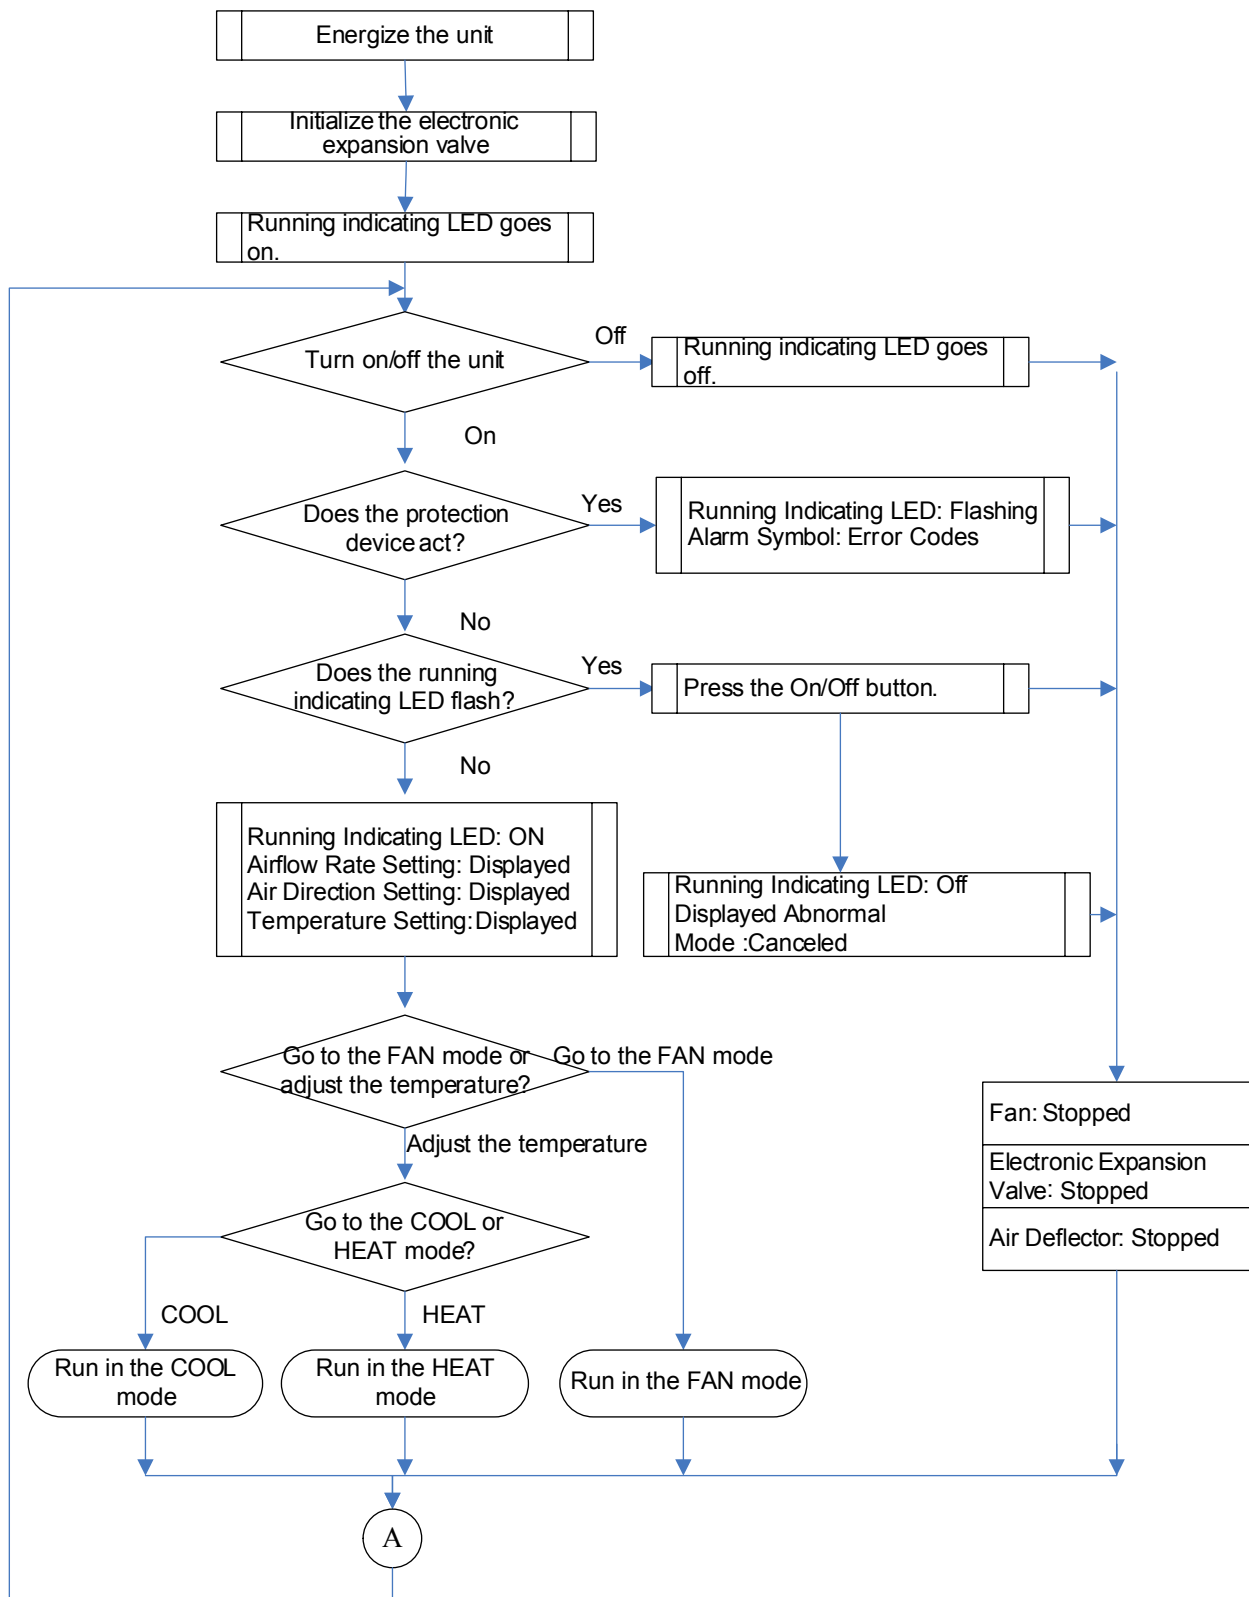 Energize the unit
Initialize the electronic
expansion valve
Running indicating LED goes
on.
Turn on/off the unit
Off
Running indicating LED goes
off.
On
Does the protection
device act?
Yes
Running Indicating LED: Flashing
Alarm Symbol: Error Codes
No
Does the running
indicating LED flash?
Yes
Press the On/Off button.
No
Running Indicating LED: ON
Airflow Rate Setting: Displayed
Air Direction Setting: Displayed
Temperature Setting: Displayed
Running Indicating LED: Off
Displayed Abnormal
Mode :Canceled
Go to the FAN mode or
adjust the temperature?
Go to the FAN mode
Adjust the temperature
Fan: Stopped
Electronic Expansion
Valve: Stopped
Air Deflector: Stopped
Go to the COOL or
HEAT mode?
COOL
HEAT
Run in the COOL
mode
Run in the HEAT
mode
Run in the FAN mode
A